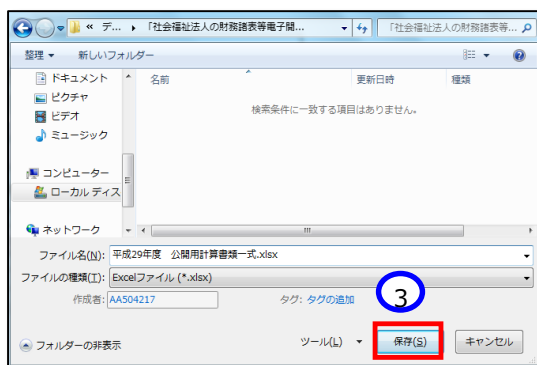 « デ... ▸ 「社会福祉法人の財務諸表等電子開... 「社会福祉法人の財務諸表等...
整理 新しいフォルダー
ドキュメント
ピクチャ
ビデオ
ミュージック
コンピューター
ローカル ディス
ネットワーク
名前 更新日時 種類
検索条件に一致する項目はありません。
ファイル名(N): 平成29年度 公開用計算書類一式.xlsx
ファイルの種類(T): Excelファイル (*.xlsx)
作成者: AA504217 タグ: タグの追加
3
フォルダーの非表示 ツール(L) 保存(S) キャンセル